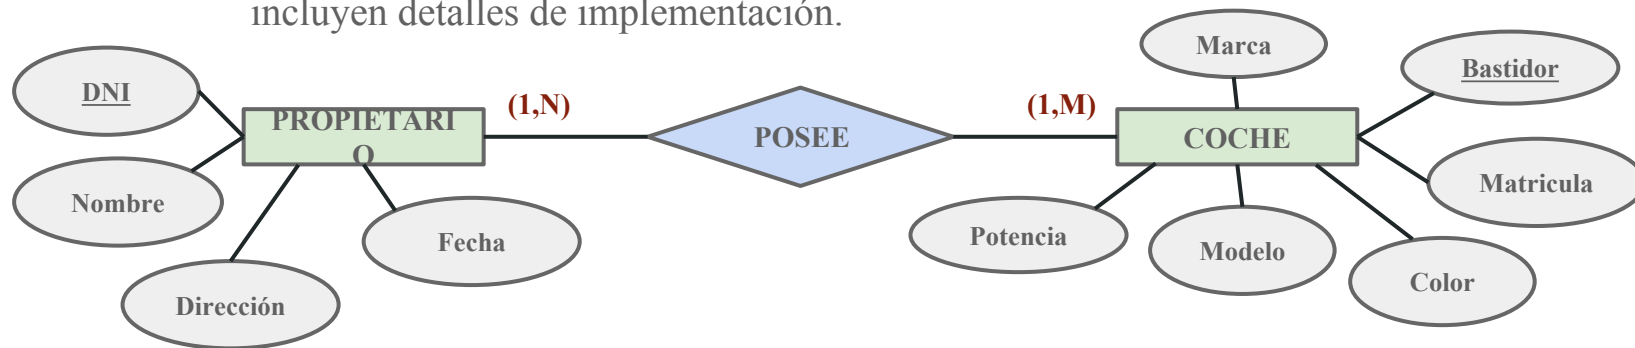 incluyen detalles de implementación.
Marca
DNI
Bastidor
PROPIETARI
O
(1,N)
POSEE
(1,M)
COCHE
Nombre
Matricula
Fecha
Potencia
Modelo
Color
Dirección